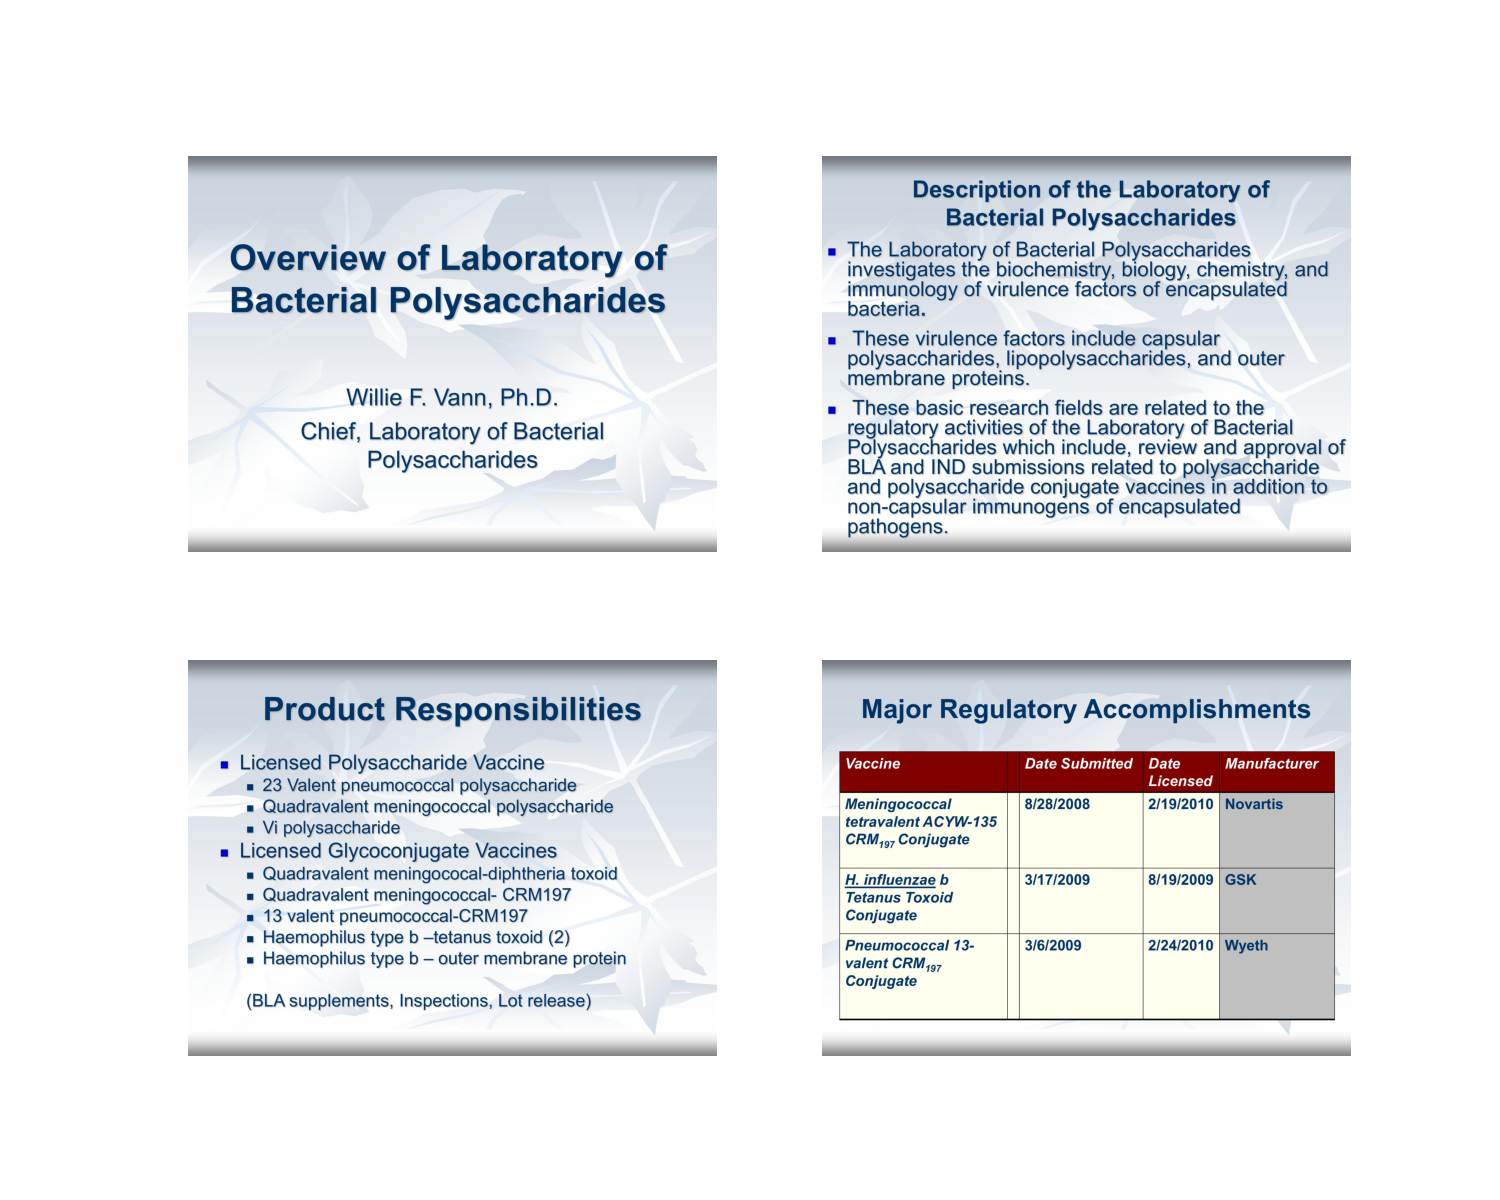 Overview of Laboratory of
Bacterial Polysaccharides
Willie F. Vann, Ph.D.
Chief, Laboratory of Bacterial
Polysaccharides
Description of the Laboratory of
Bacterial Polysaccharides
The Laboratory of Bacterial Polysaccharides
investigates the biochemistry, biology, chemistry, and
immunology of virulence factors of encapsulated
bacteria.
These virulence factors include capsular
polysaccharides, lipopolysaccharides, and outer
membrane proteins.
These basic research fields are related to the
regulatory activities of the Laboratory of Bacterial
Polysaccharides which include, review and approval of
BLA and IND submissions related to polysaccharide
and polysaccharide conjugate vaccines in addition to
non-capsular immunogens of encapsulated
pathogens.
Product Responsibilities
Licensed Polysaccharide Vaccine
23 Valent pneumococcal polysaccharide
Quadravalent meningococcal polysaccharide
Vi polysaccharide
Licensed Glycoconjugate Vaccines
Quadravalent meningococal-diphtheria toxoid
Quadravalent meningococcal- CRM197
13 valent pneumococcal-CRM197
Haemophilus type b –tetanus toxoid (2)
Haemophilus type b – outer membrane protein
(BLA supplements, Inspections, Lot release)
Major Regulatory Accomplishments
Vaccine Date Submitted Date Manufacturer
Licensed
Meningococcal 8/28/2008 2/19/2010 Novartis
tetravalent ACYW-135
CRM197 Conjugate
H. influenzae b 3/17/2009 8/19/2009 GSK
Tetanus Toxoid
Conjugate
Pneumococcal 13- 3/6/2009 2/24/2010 Wyeth
valent CRM197
Conjugate